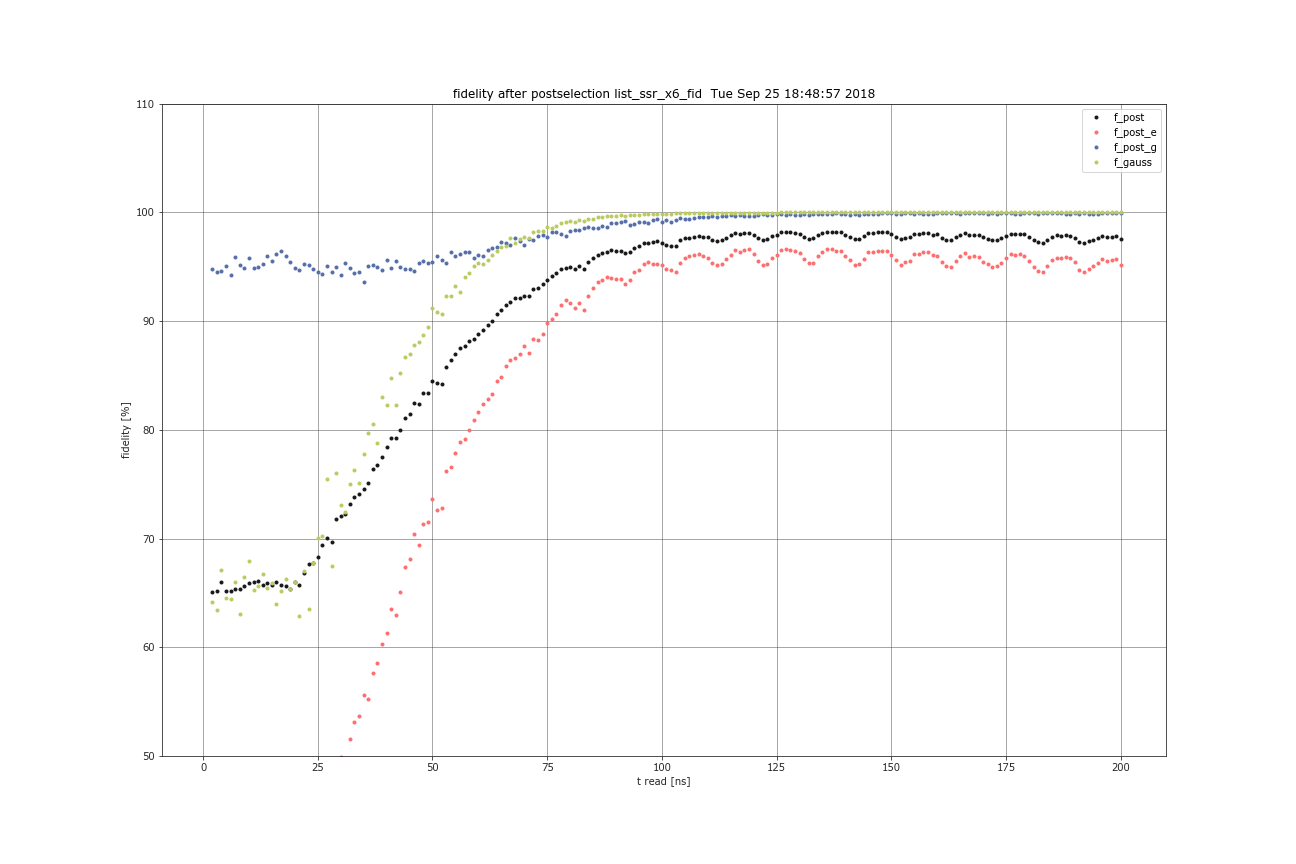 fidelity after postselection list_ssr_x6_fid  Tue Sep 25 18:48:57 2018
110
100
90
80
70
60
50
fidelity [%]
f_post
f_post_e
f_post_g
f_gauss
0 25 50 75 100 125 150 175 200
t read [ns]